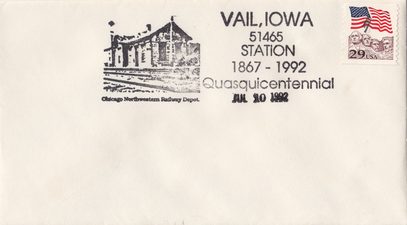 VAIL, IOWA
51465
STATION
1867 - 1992
Quasquicentennial
JUL 20 1992
Chicago Northwestern Railway Depot
29 USA